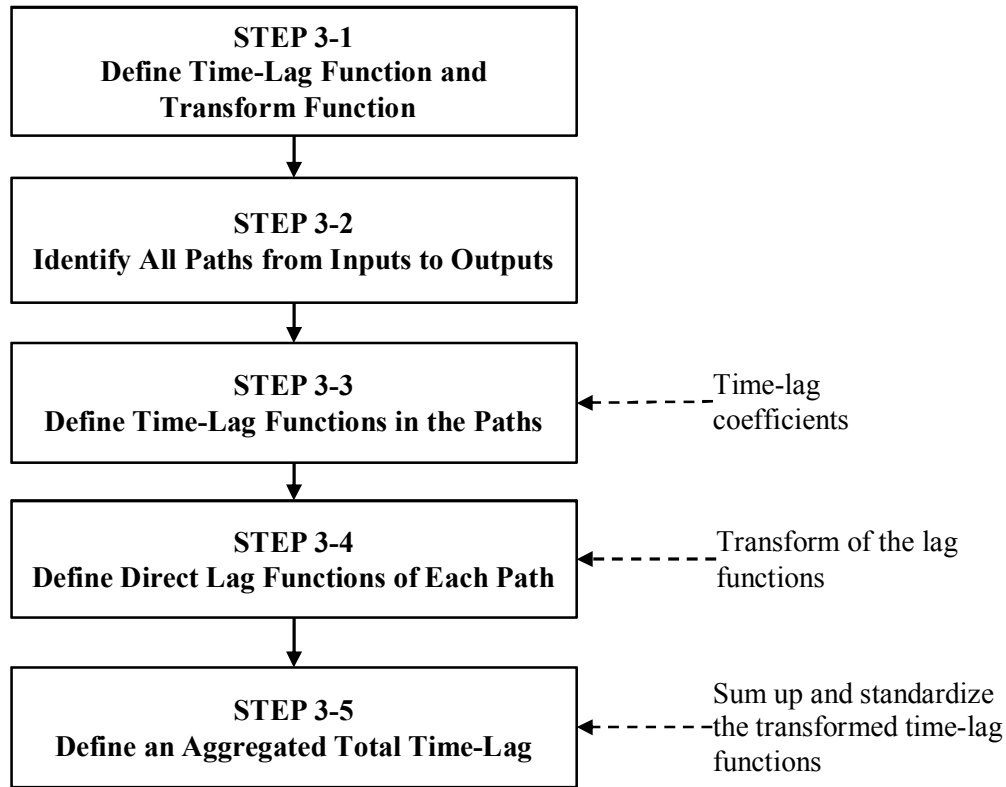 STEP 3-1
Define Time-Lag Function and
Transform Function
STEP 3-2
Identify All Paths from Inputs to Outputs
STEP 3-3
Define Time-Lag Functions in the Paths
Time-lag
coefficients
STEP 3-4
Define Direct Lag Functions of Each Path
Transform of the lag
functions
STEP 3-5
Define an Aggregated Total Time-Lag
Sum up and standardize
the transformed time-lag
functions